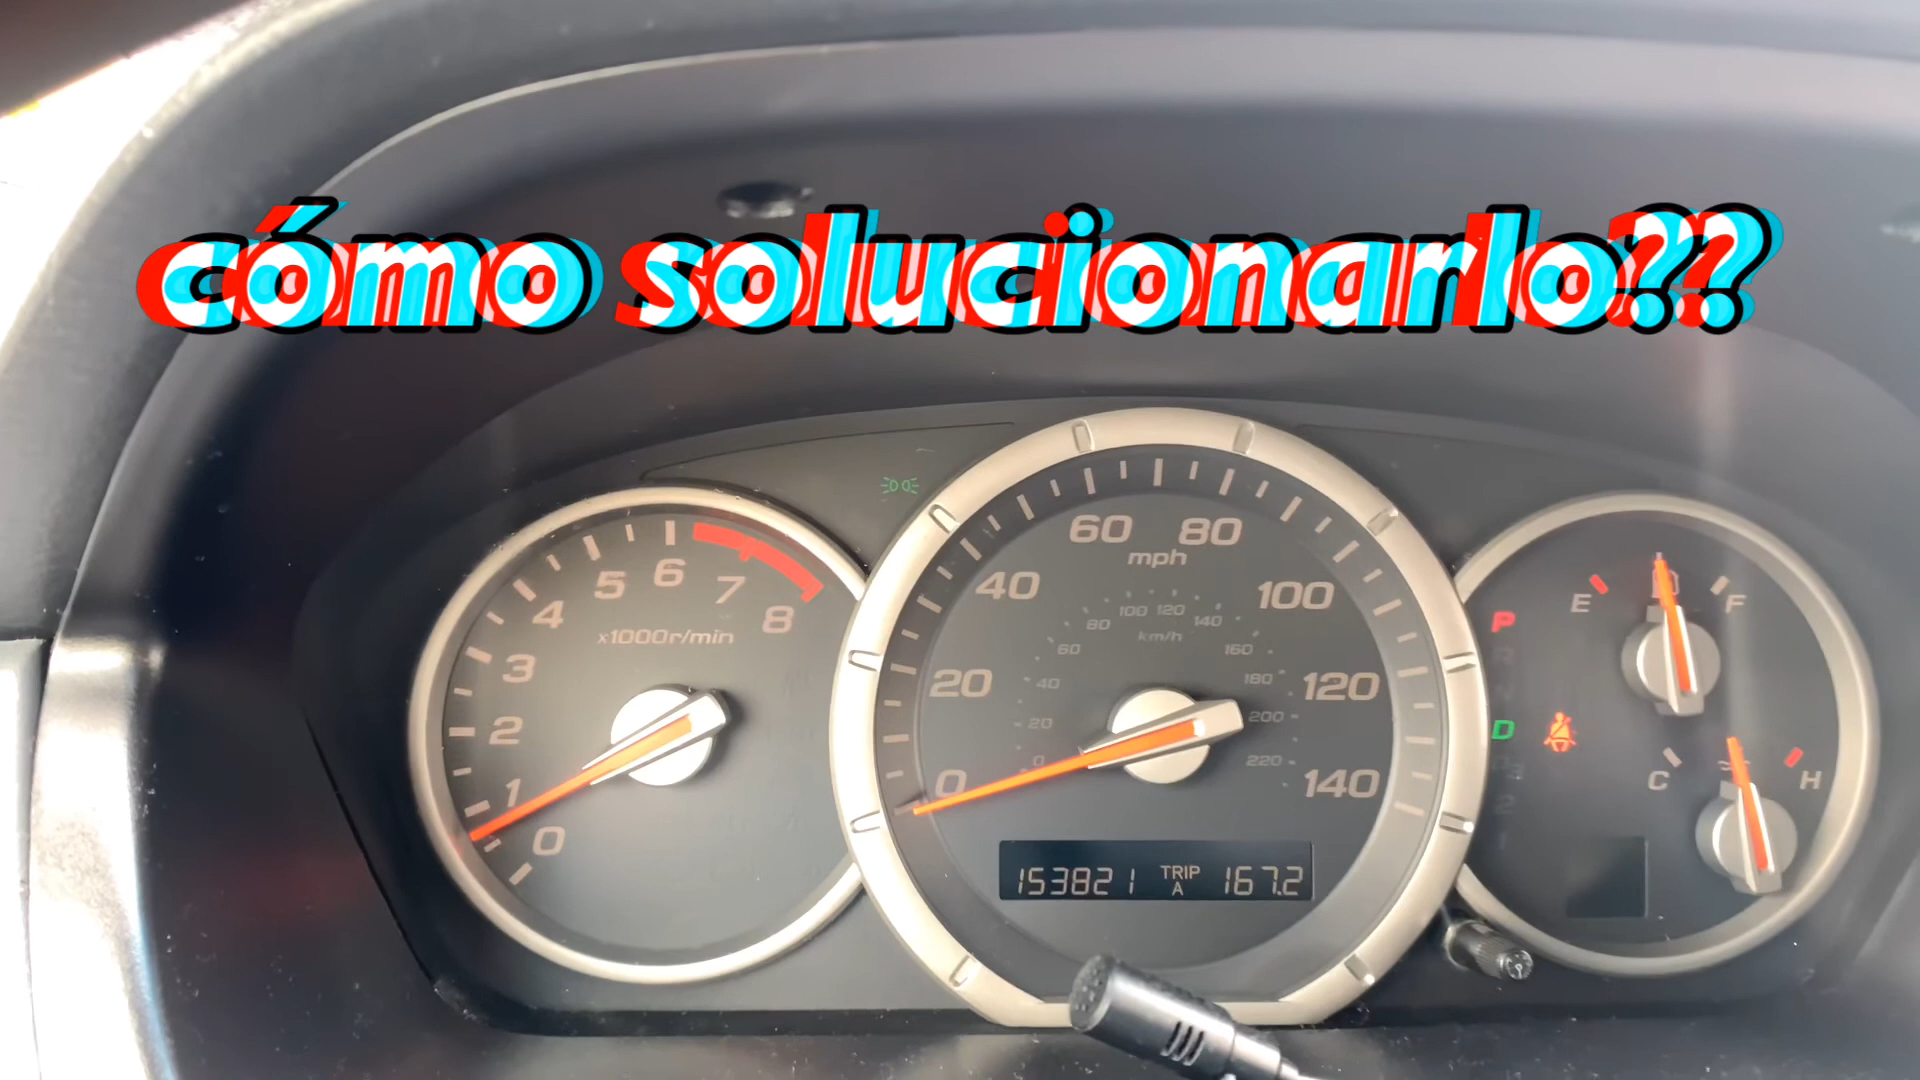 cómo solucionarlo??
60 80
mph
5 6 7
40 100
4 8
100 120
80 140
E F
x1000r/min
km/h
P
60 160
3
20 40 180 120
2
20 200
D
0 220
1 0 140
C H
0
153821 TRIP A 167.2